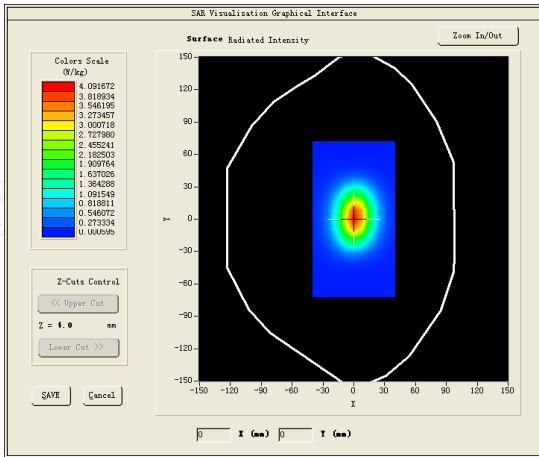 SAR Visualisation Graphical Interface
Surface Radiated Intensity
Zoom In/Out
Colors Scale
(W/kg)
4.091672
3.818934
3.546195
3.273457
3.000718
2.727980
2.455241
2.182503
1.909764
1.637026
1.364288
1.091549
0.818811
0.546072
0.273334
0.000595
Z-Cuts Control
<< Upper Cut
Z = 4.0 mm
Lower Cut >>
SAVE Cancel
150
120
90
60
30
0
-30
-60
-90
-120
-150
Y
-150 -120 -90 -60 -30 0 30 60 90 120 150
X
0 X (mm) 0 Y (mm)